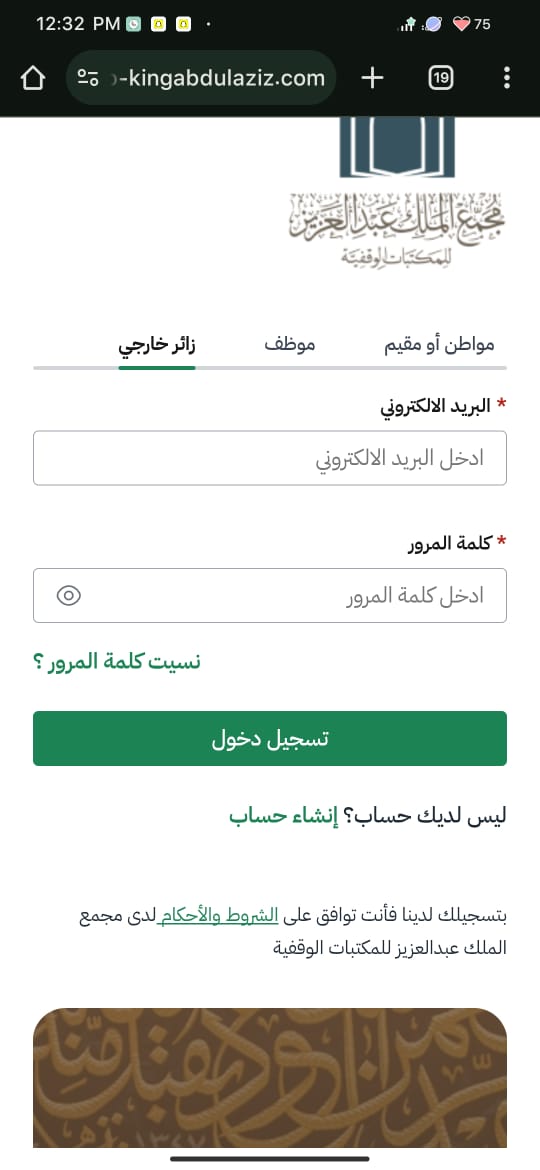 12:32 PM
75
-kingabdulaziz.com
19
مجمع الملك عبدالعزيز
للمكتبات الوقفية
مواطن أو مقيم
موظف
زائر خارجي
* البريد الالكتروني
ادخل البريد الالكتروني
* كلمة المرور
ادخل كلمة المرور
نسيت كلمة المرور ؟
تسجيل دخول
ليس لديك حساب؟ إنشاء حساب
بتسجيلك لدينا فأنت توافق على الشروط والأحكام لدى مجمع
الملك عبدالعزيز للمكتبات الوقفية